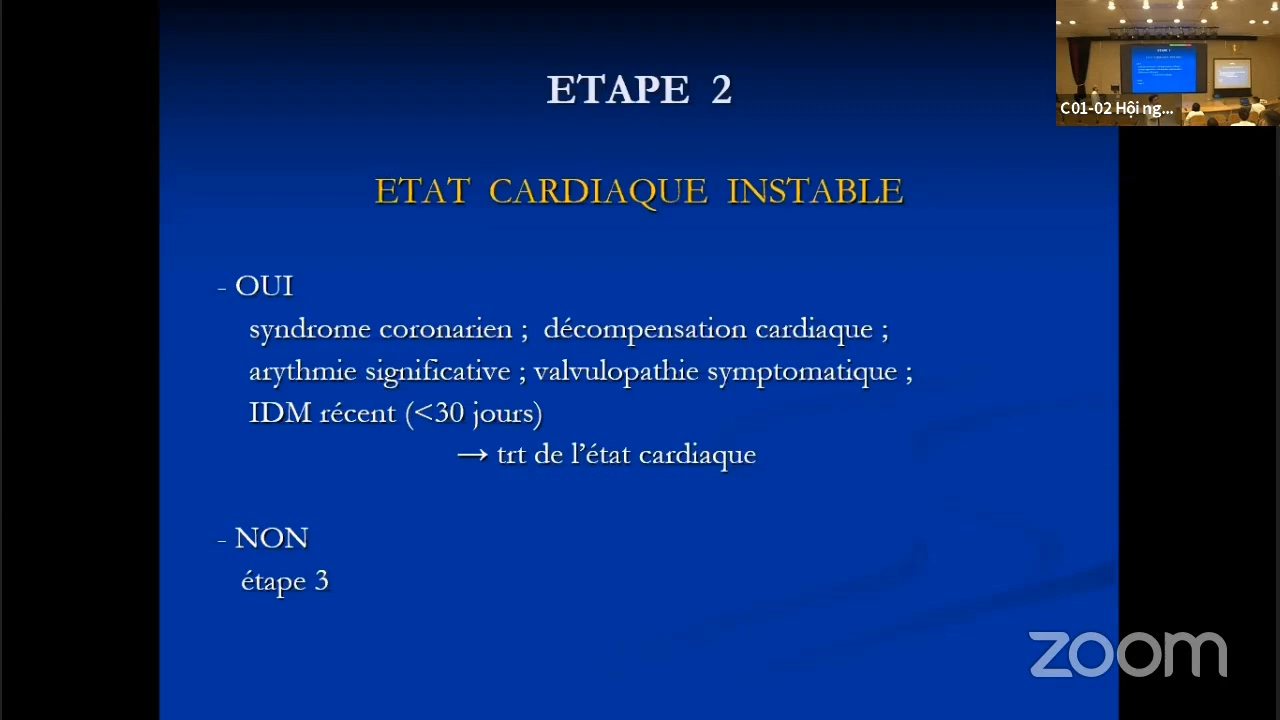 ETAPE 2
ETAT CARDIAQUE INSTABLE
- OUI
syndrome coronarien ; décompensation cardiaque ;
arythmie significative ; valvulopathie symptomatique ;
IDM récent (<30 jours)
→ trt de l’état cardiaque
- NON
étape 3
C01-02 Hội ng...
zoom